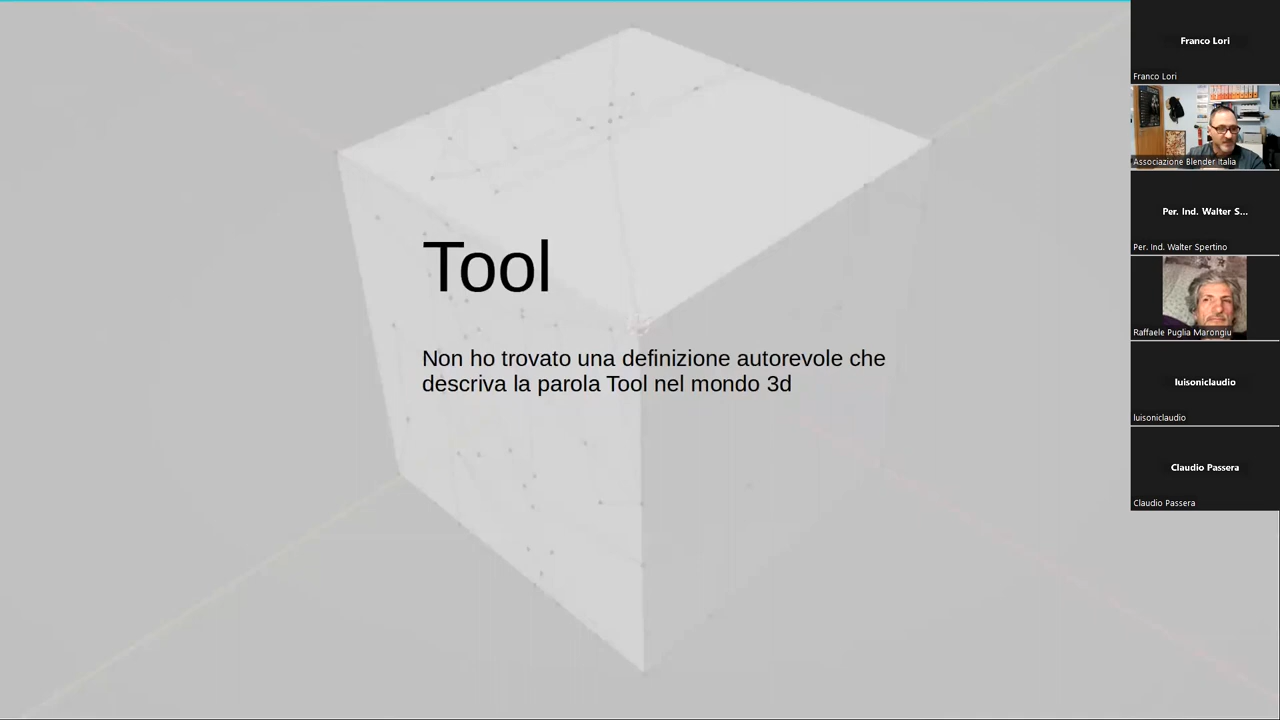 Tool
Non ho trovato una definizione autorevole che
descriva la parola Tool nel mondo 3d
Franco Lori
Franco Lori
Associazione Blender Italia
Per. Ind. Walter S...
Per. Ind. Walter Spertino
Raffaele Puglia Marongiu
luisoniclaudio
luisoniclaudio
Claudio Passera
Claudio Passera